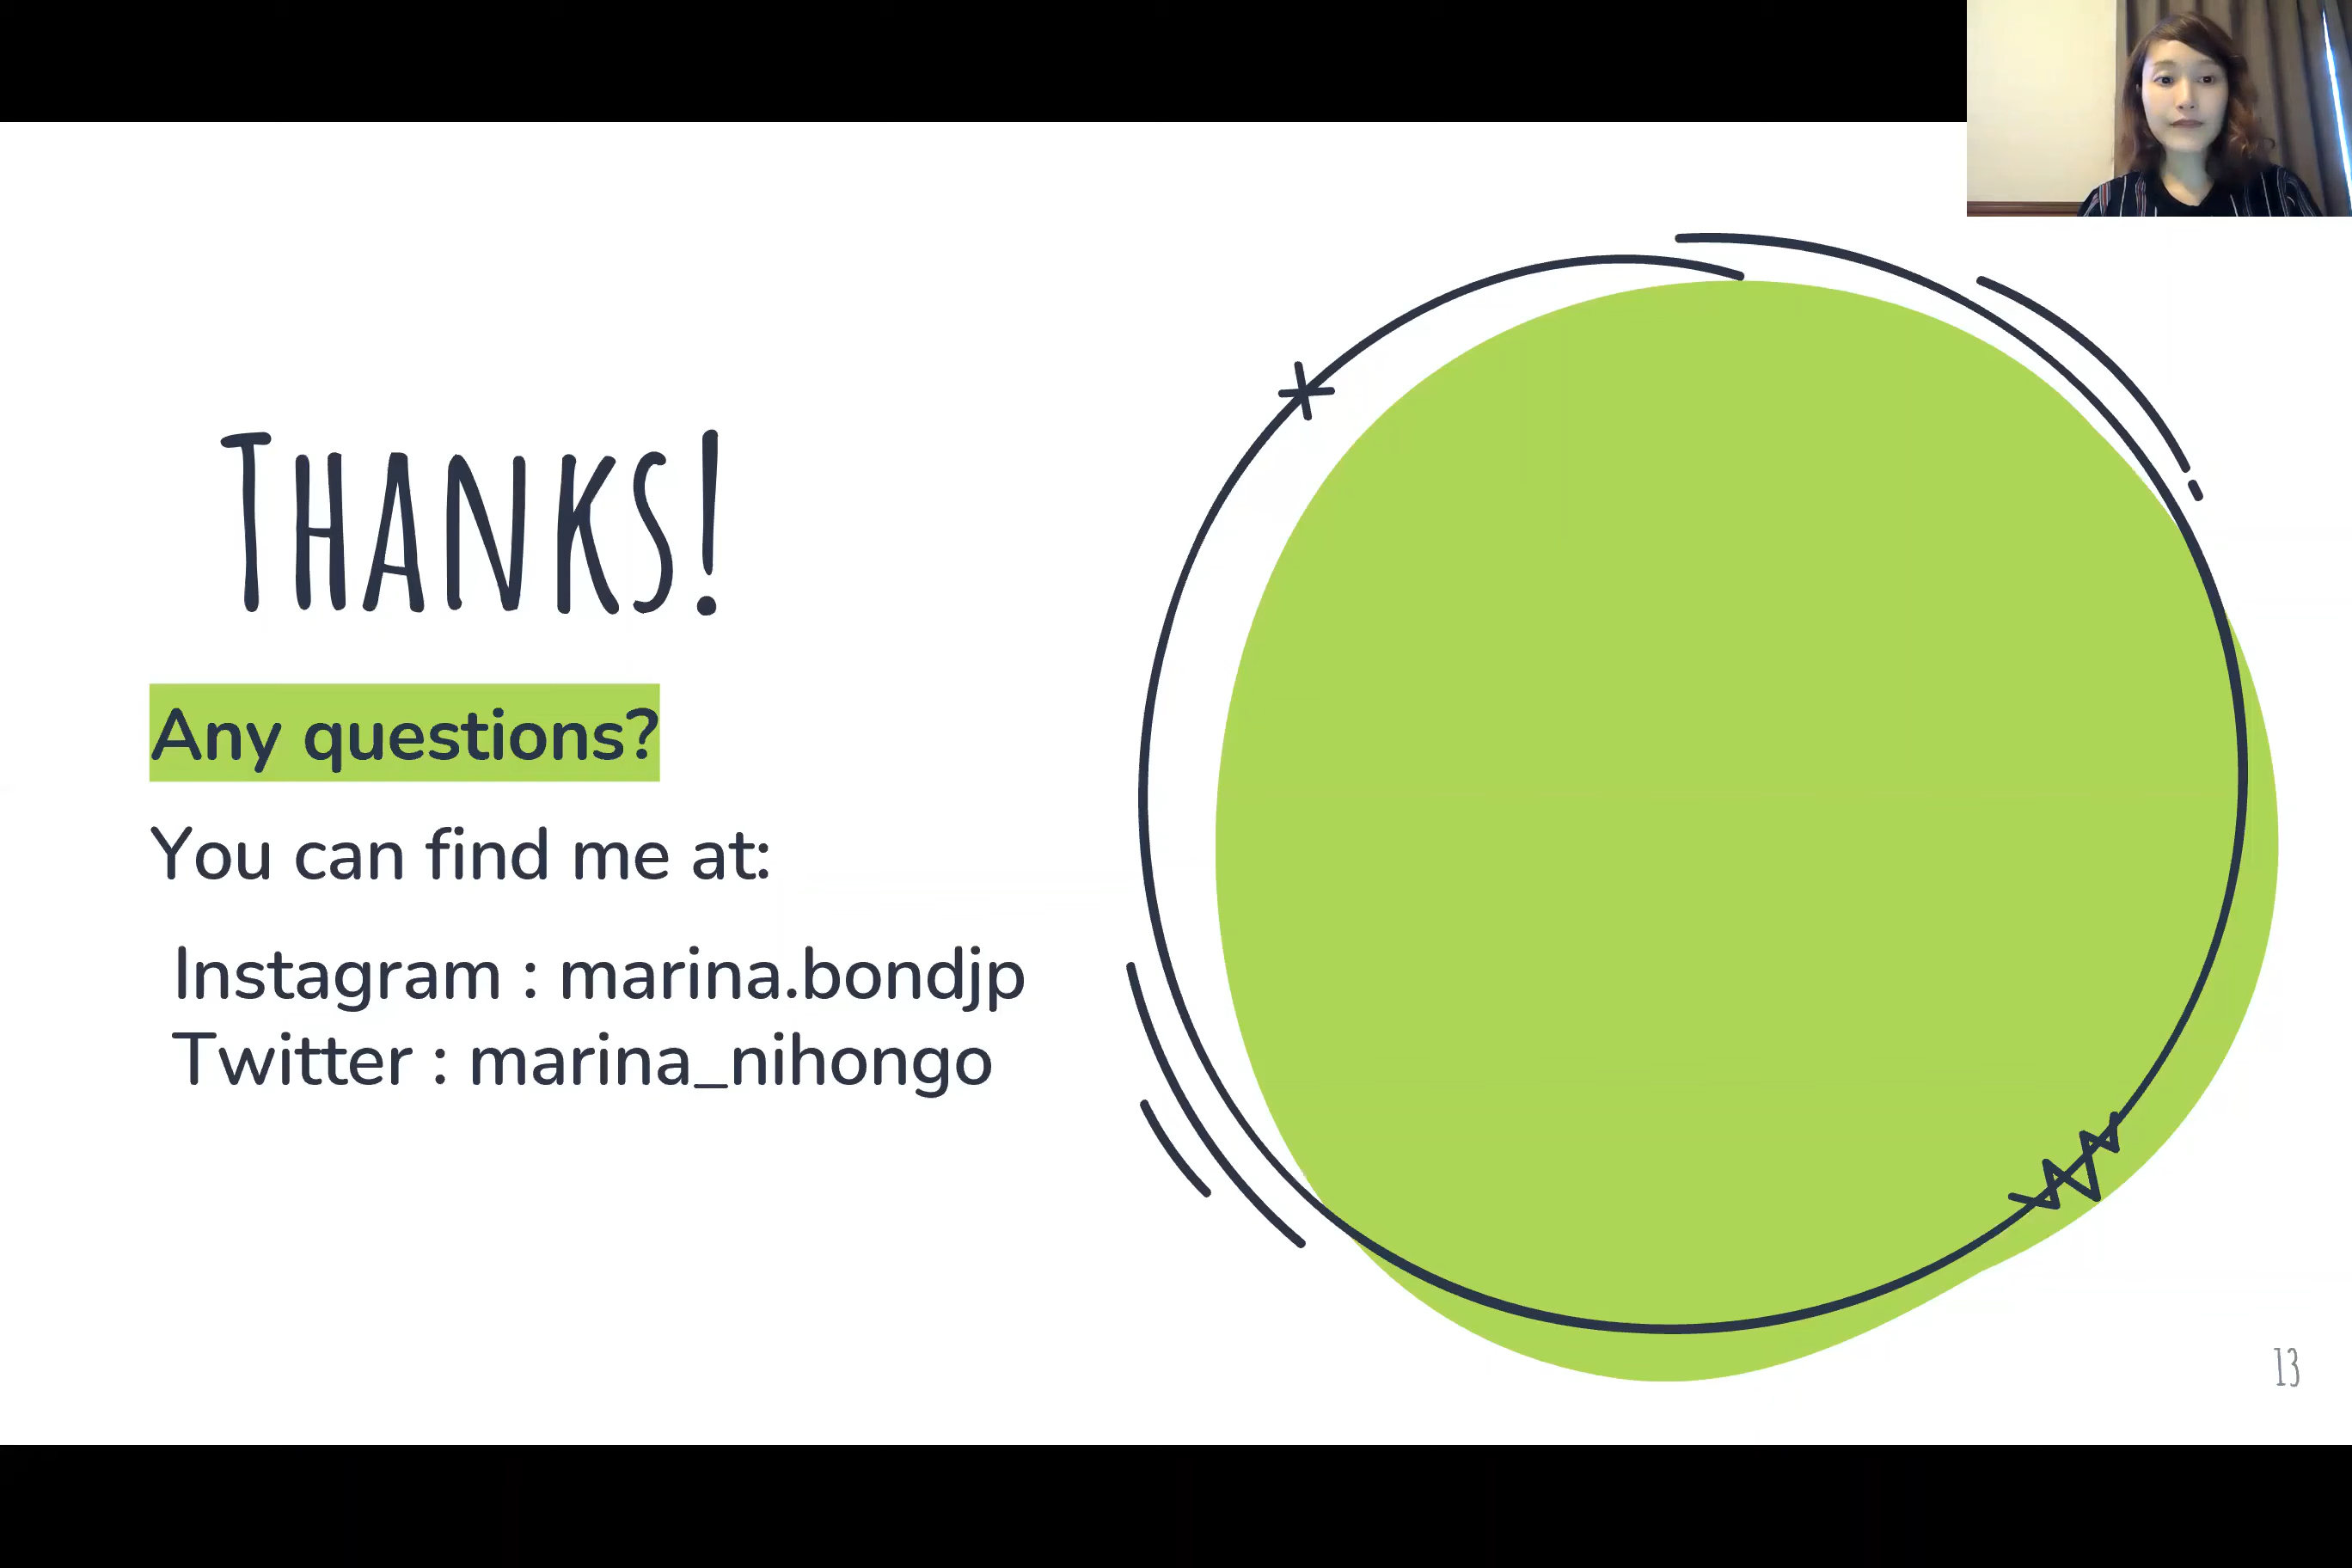 Thanks!
Any questions?
You can find me at:
Instagram : marina.bondjp
Twitter : marina_nihongo
13